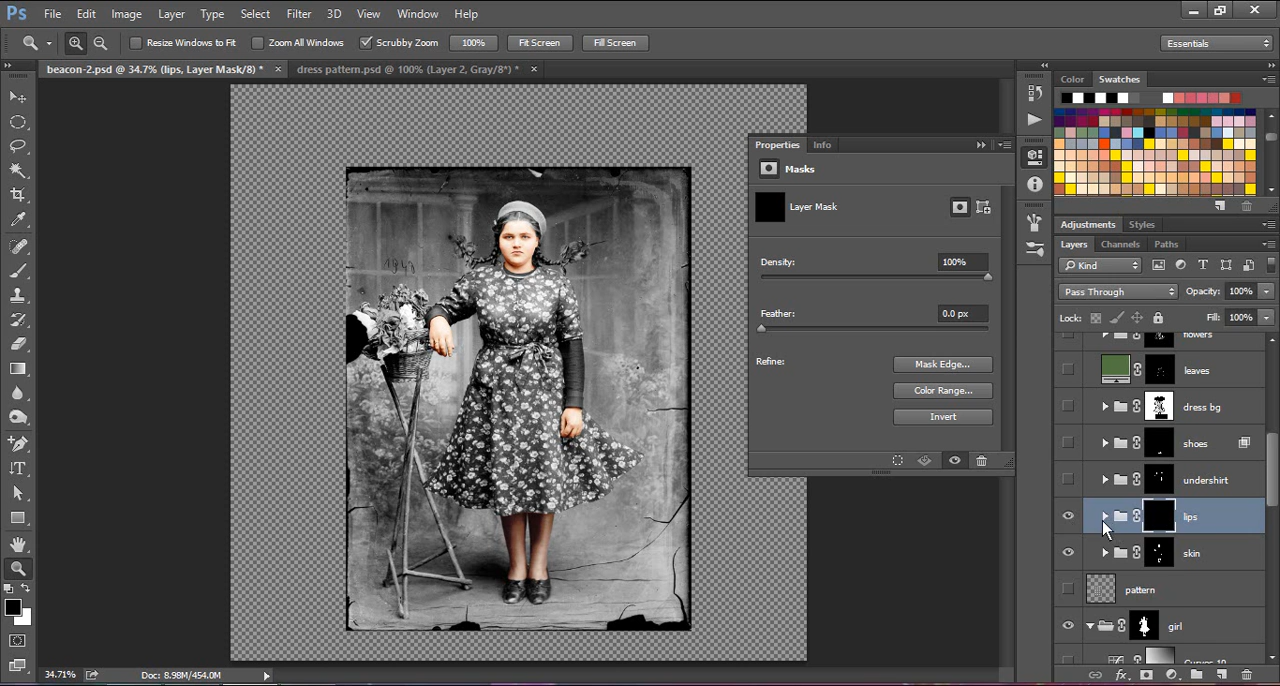 Ps File Edit Image Layer Type Select Filter 3D View Window Help
Resize Windows to Fit Zoom All Windows Scrubby Zoom 100% Fit Screen Fill Screen Essentials
beacon-2.psd @ 34.7% (lips, Layer Mask/8) * × dress pattern.psd @ 100% (Layer 2, Gray/8*) * ×
Color Swatches
Properties Info
Masks
Layer Mask
Density: 100%
Feather: 0.0 px
Refine: Mask Edge...
Color Range...
Invert
1949
Adjustments Styles
Layers Channels Paths
Kind
Pass Through Opacity: 100%
Lock: Fill: 100%
flowers
leaves
dress bg
shoes
undershirt
lips
skin
pattern
girl
Curves 10
34.71% Doc: 8.98M/454.0M